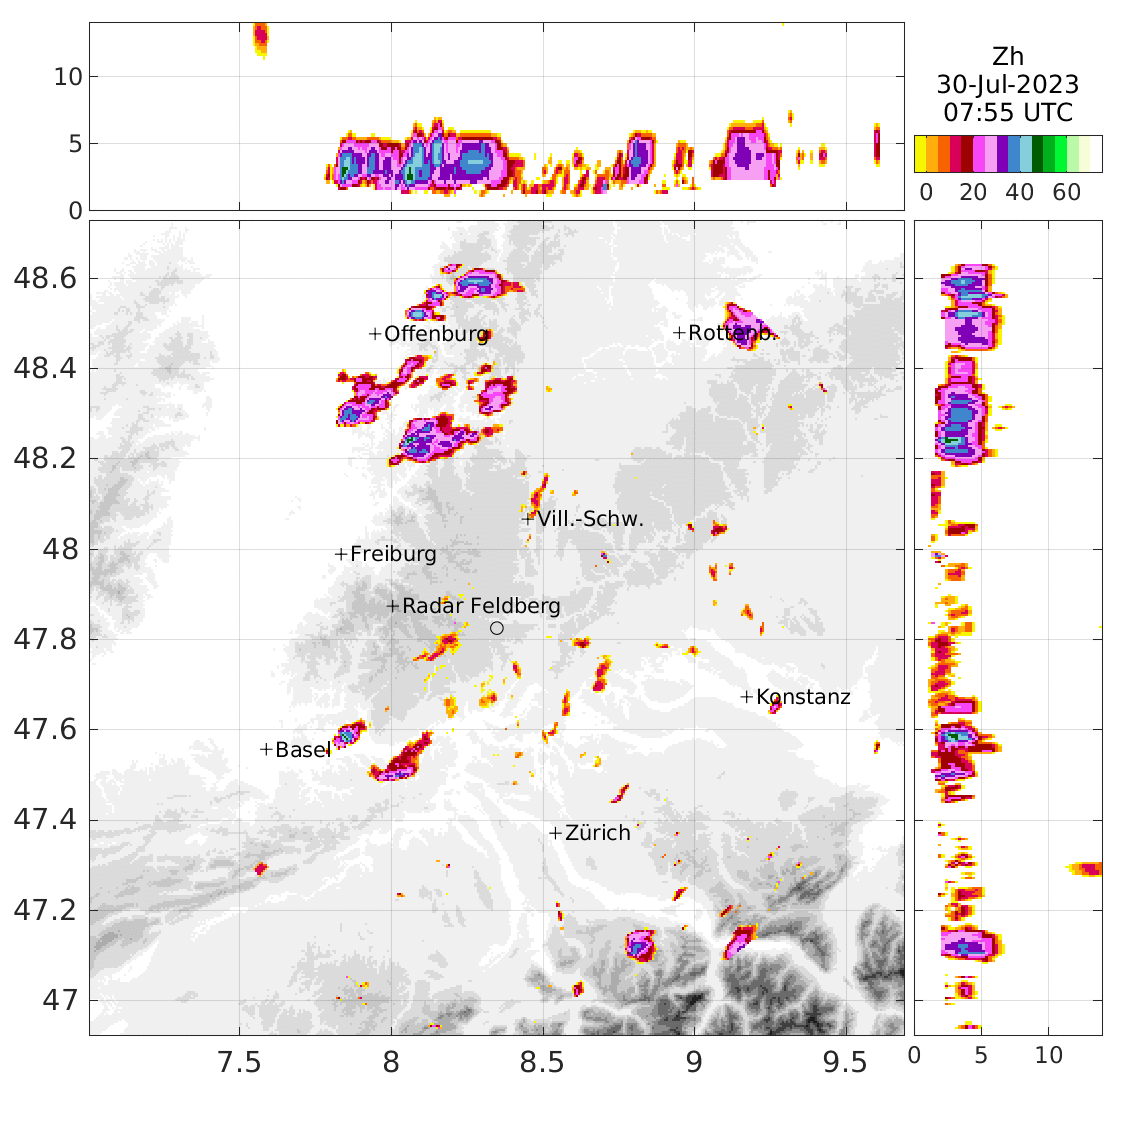 Zh
30-Jul-2023
07:55 UTC
0 20 40 60
10
5
0
48.6
48.4
48.2
48
47.8
47.6
47.4
47.2
47
Offenburg
Rottenb.
Vill.-Schw.
Freiburg
Radar Feldberg
Konstanz
Basel
Zürich
7.5 8 8.5 9 9.5
0 5 10